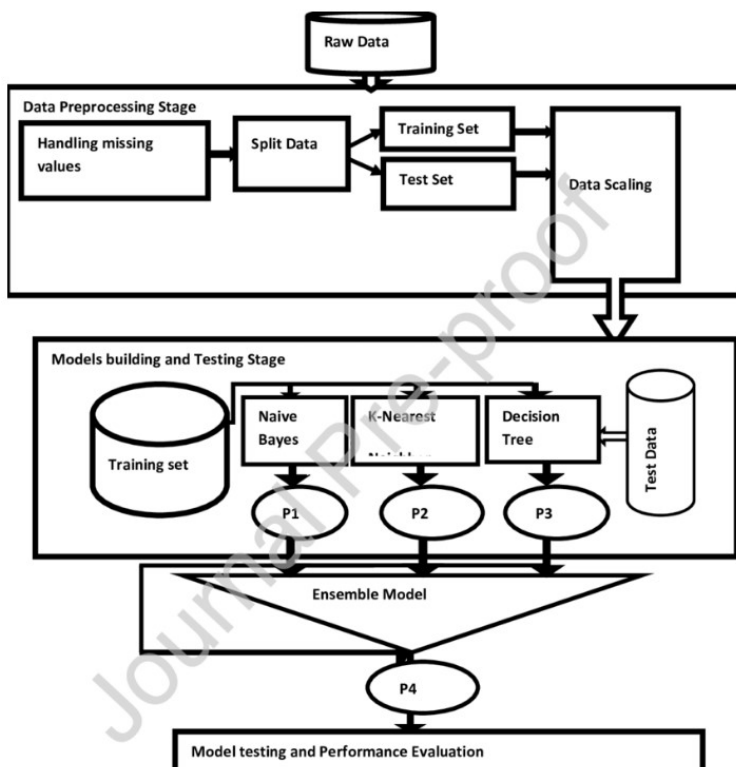 Raw Data
Data Preprocessing Stage
Handling missing
values
Split Data
Training Set
Test Set
Data Scaling
Models building and Testing Stage
Training set
Naive
Bayes
K-Nearest
Decision
Tree
Test Data
P1
P2
P3
Ensemble Model
P4
Model testing and Performance Evaluation
Journal Pre-proof